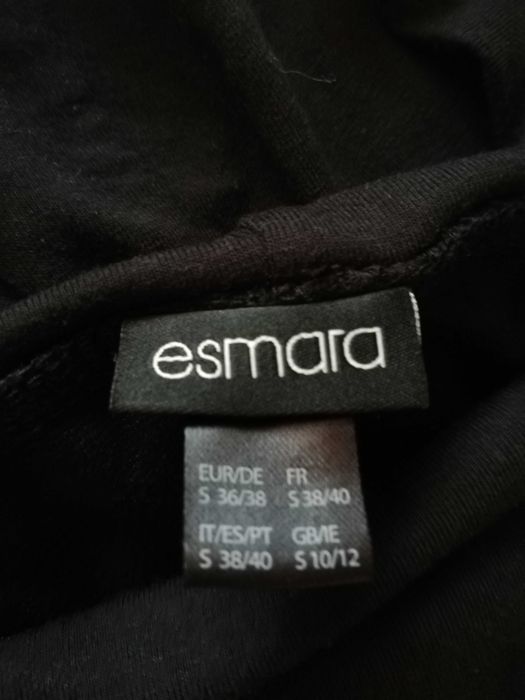 esmara
EUR/DE FR
S 36/38 S 38/40
IT/ES/PT GB/IE
S 38/40 S 10/12